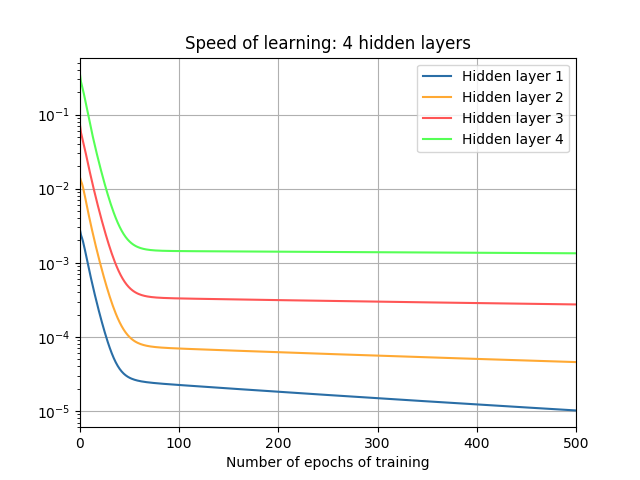 Speed of learning: 4 hidden layers
Hidden layer 1
Hidden layer 2
Hidden layer 3
Hidden layer 4
10⁻¹
10⁻²
10⁻³
10⁻⁴
10⁻⁵
0 100 200 300 400 500
Number of epochs of training